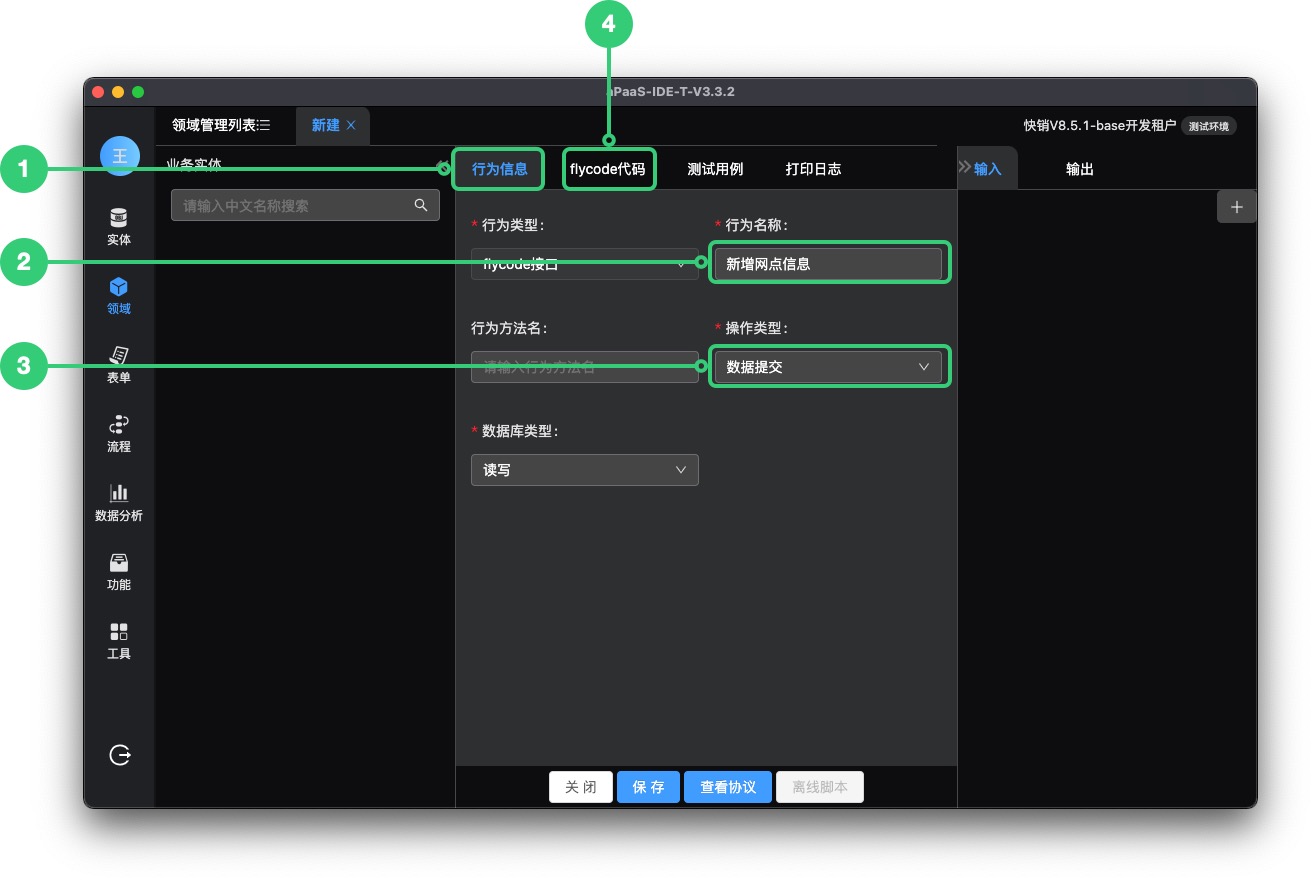 4
aPaaS-IDE-T-V3.3.2
领域管理列表 新建
快销V8.5.1-base开发租户 测试环境
王
1
业务实体
行为信息 flycode代码 测试用例 打印日志
输入 输出
请输入中文名称搜索
实体
* 行为类型: * 行为名称:
2
flycode接口 新增网点信息
领域
行为方法名: * 操作类型:
3
请输入行为方法名 数据提交
表单
* 数据库类型:
流程
读写
数据分析
功能
工具
关 闭 保 存 查看协议 离线脚本